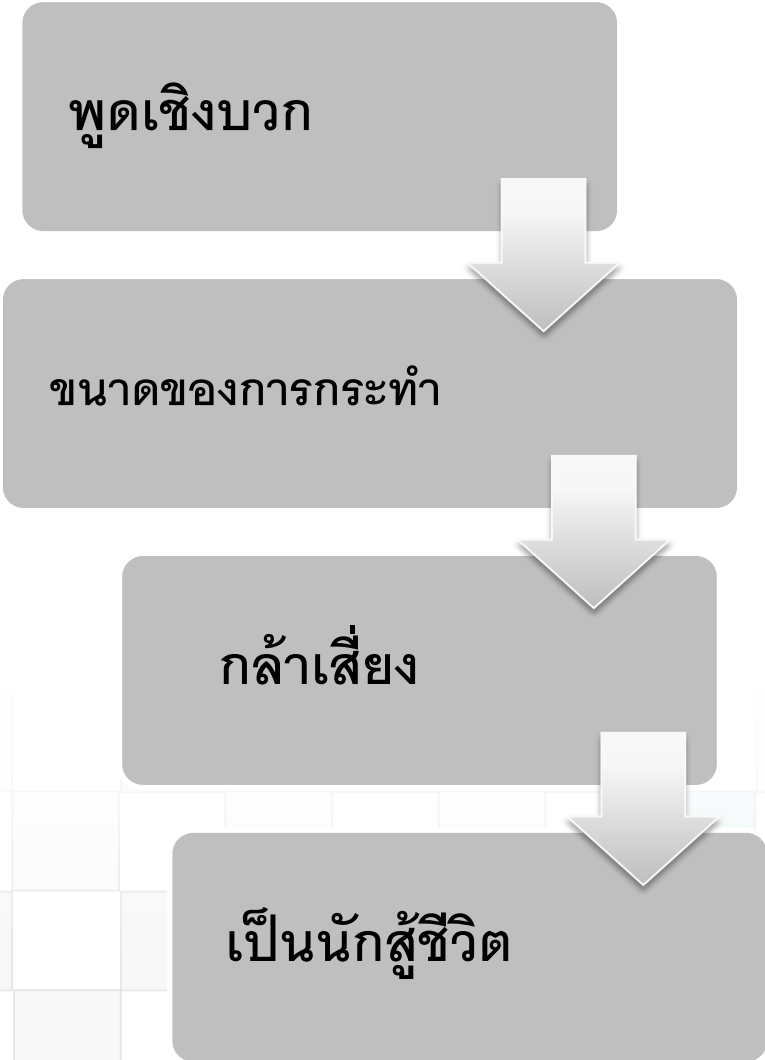 พูดเชิงบวก
ขนาดของการกระทำ
กล้าเสี่ยง
เป็นนักสู้ชีวิต